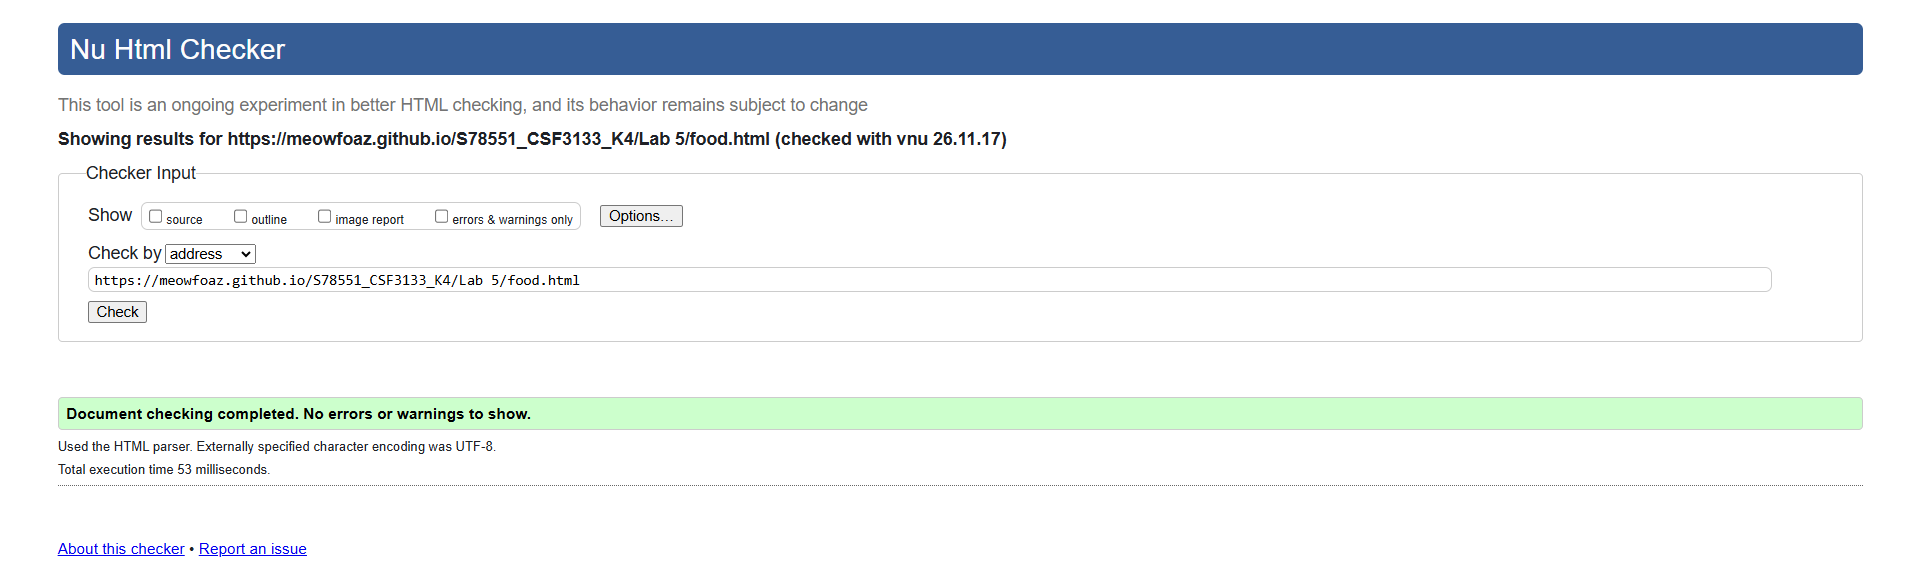 Nu Html Checker
This tool is an ongoing experiment in better HTML checking, and its behavior remains subject to change
Showing results for https://meowfoaz.github.io/S78551_CSF3133_K4/Lab 5/food.html (checked with vnu 26.11.17)
Checker Input
Show source outline image report errors & warnings only Options...
Check by address
https://meowfoaz.github.io/S78551_CSF3133_K4/Lab 5/food.html
Check
Document checking completed. No errors or warnings to show.
Used the HTML parser. Externally specified character encoding was UTF-8.
Total execution time 53 milliseconds.
About this checker • Report an issue